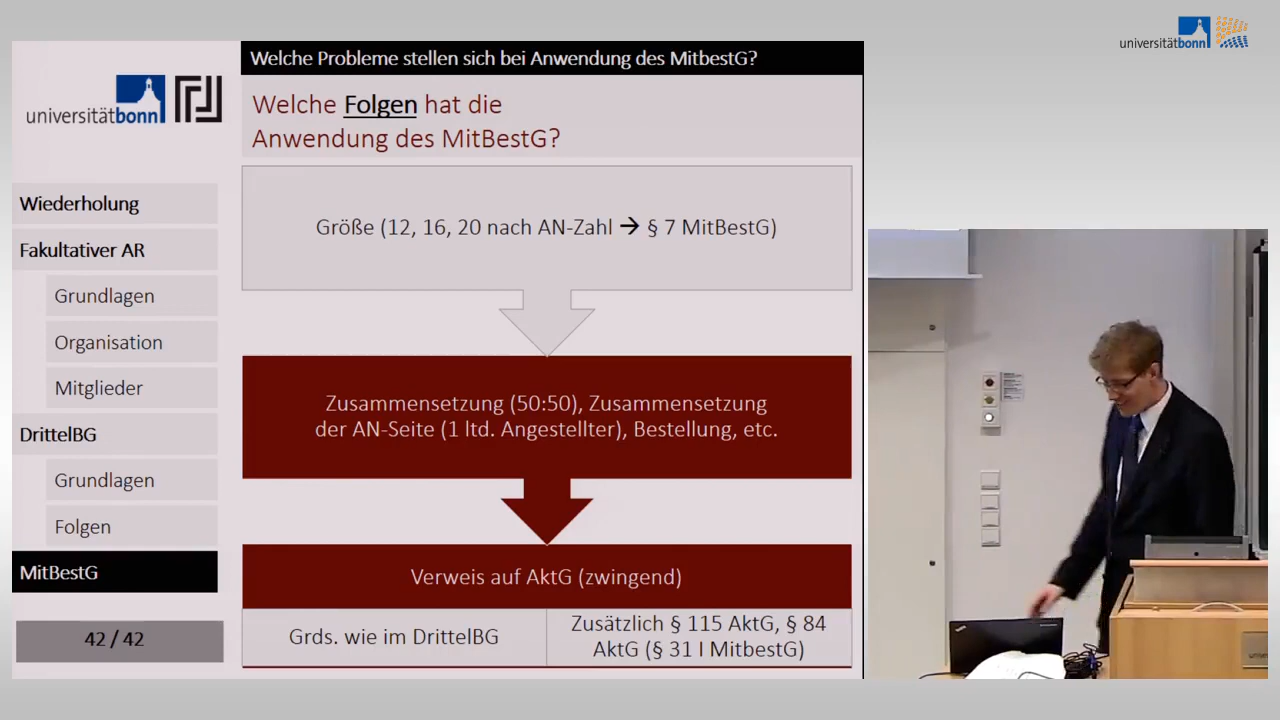 universitätbonn
Welche Probleme stellen sich bei Anwendung des MitbestG?
universitätbonn
Welche Folgen hat die
Anwendung des MitBestG?
Wiederholung
Fakultativer AR
Grundlagen
Organisation
Mitglieder
DrittelBG
Grundlagen
Folgen
MitBestG
42 / 42
Größe (12, 16, 20 nach AN-Zahl → § 7 MitBestG)
Zusammensetzung (50:50), Zusammensetzung
der AN-Seite (1 ltd. Angestellter), Bestellung, etc.
Verweis auf AktG (zwingend)
Grds. wie im DrittelBG
Zusätzlich § 115 AktG, § 84
AktG (§ 31 I MitbestG)